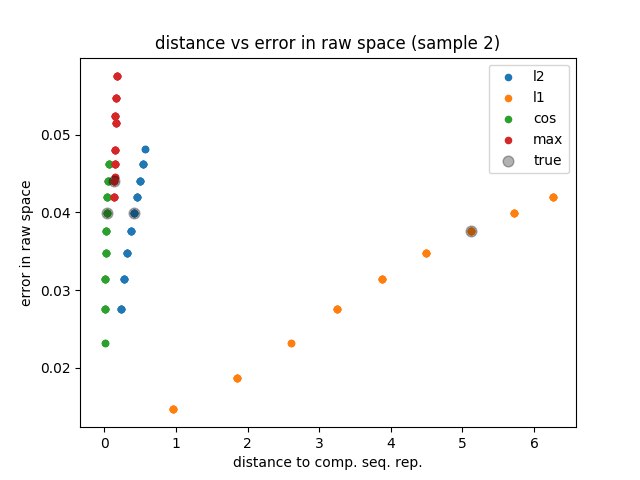 distance vs error in raw space (sample 2)
l2
l1
cos
max
true
0.05
0.04
0.03
0.02
error in raw space
0 1 2 3 4 5 6
distance to comp. seq. rep.